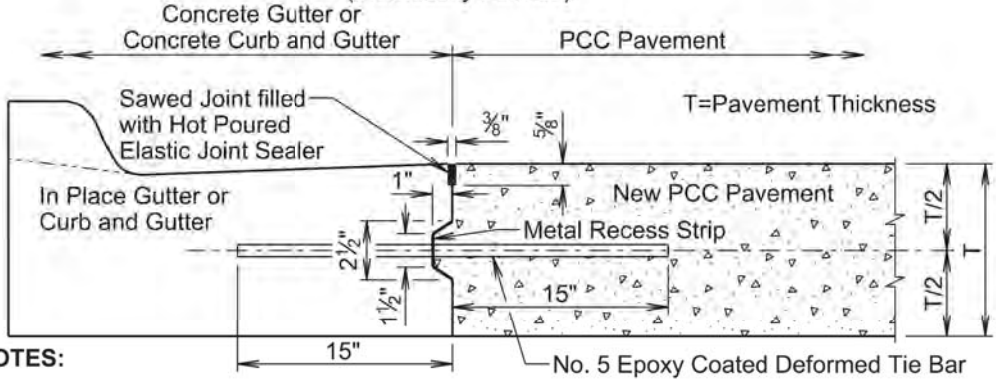 Concrete Gutter or
Concrete Curb and Gutter
PCC Pavement
Sawed Joint filled
with Hot Poured
Elastic Joint Sealer
3/8"
5/8"
T=Pavement Thickness
In Place Gutter or
Curb and Gutter
1"
New PCC Pavement
Metal Recess Strip
2½"
1½"
15"
T/2
T/2
T
15"
No. 5 Epoxy Coated Deformed Tie Bar
OTES: